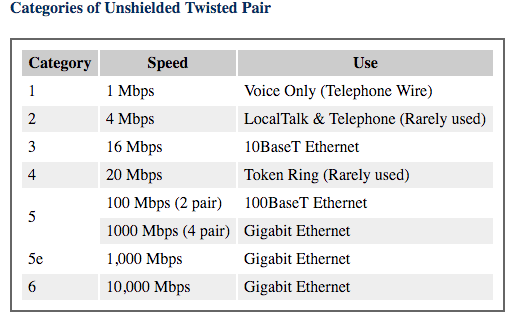 Categories of Unshielded Twisted Pair
Category Speed Use
1 1 Mbps Voice Only (Telephone Wire)
2 4 Mbps LocalTalk & Telephone (Rarely used)
3 16 Mbps 10BaseT Ethernet
4 20 Mbps Token Ring (Rarely used)
5 100 Mbps (2 pair) 100BaseT Ethernet
1000 Mbps (4 pair) Gigabit Ethernet
5e 1,000 Mbps Gigabit Ethernet
6 10,000 Mbps Gigabit Ethernet